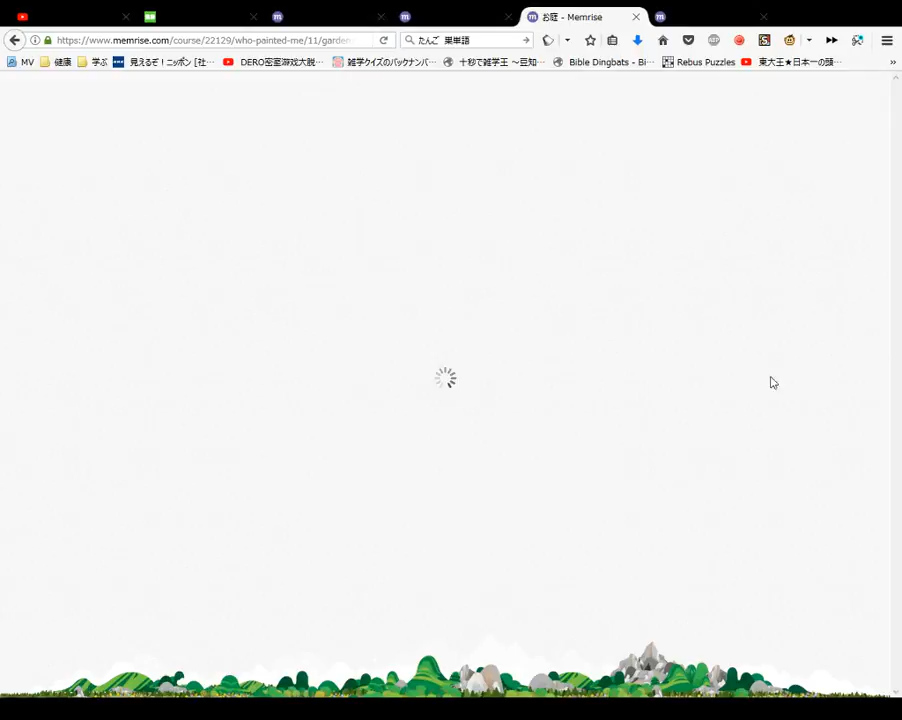 お庭 - Memrise
https://www.memrise.com/course/22129/who-painted-me/11/garden
たんご 単語
MV 健康 学ぶ 見えるぞ！ニッポン [社… DERO密室游戏大脱… 雑学クイズのバックナンバ… 十秒で雑学王 ～豆知… Bible Dingbats - Bi… Rebus Puzzles 東大王★日本一の頭…